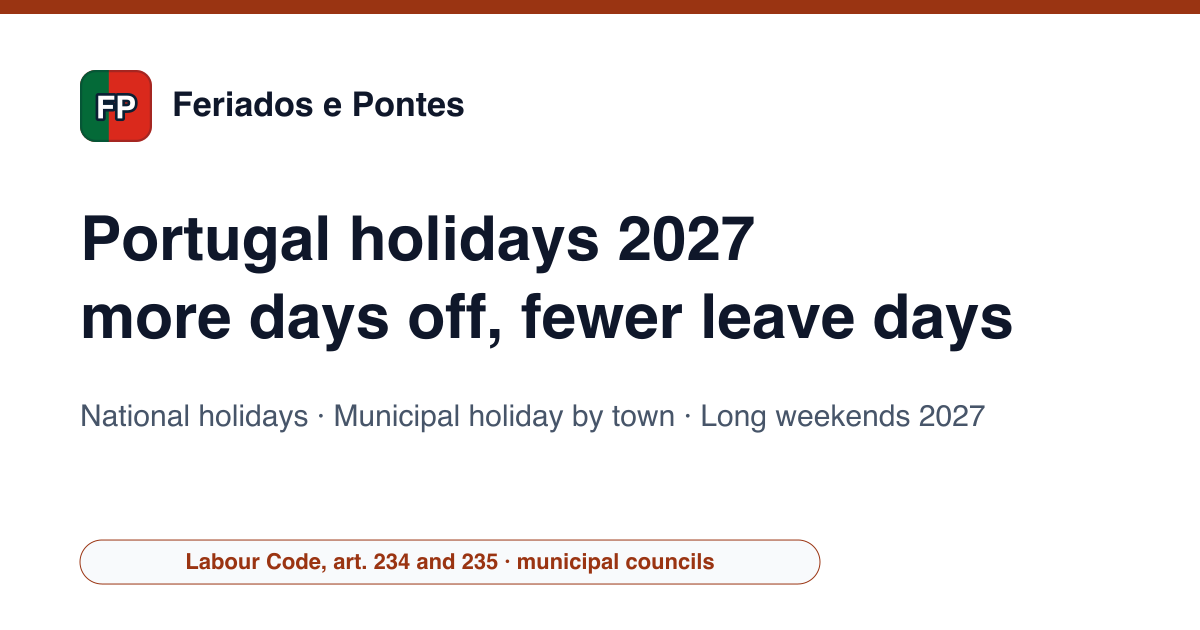 FP
Feriados e Pontes
Portugal holidays 2027
more days off, fewer leave days
National holidays · Municipal holiday by town · Long weekends 2027
Labour Code, art. 234 and 235 · municipal councils